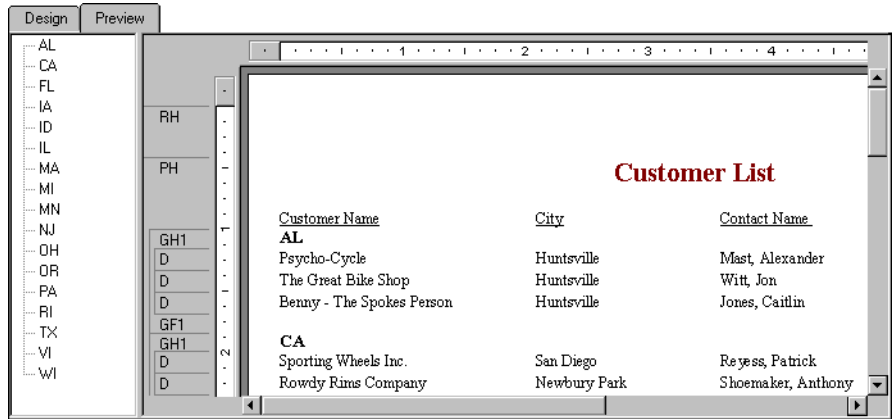 Design Preview
AL
CA
FL
IA
ID
IL
MA
MI
MN
NJ
OH
OR
PA
RI
TX
VI
WI
RH
PH
GH1
D
D
D
GF1
GH1
D
D
1 2 3 4
1
2
Customer List
Customer Name City Contact Name
AL
Psycho-Cycle Huntsville Mast, Alexander
The Great Bike Shop Huntsville Witt, Jon
Benny - The Spokes Person Huntsville Jones, Caitlin
CA
Sporting Wheels Inc. San Diego Reyess, Patrick
Rowdy Rims Company Newbury Park Shoemaker, Anthony